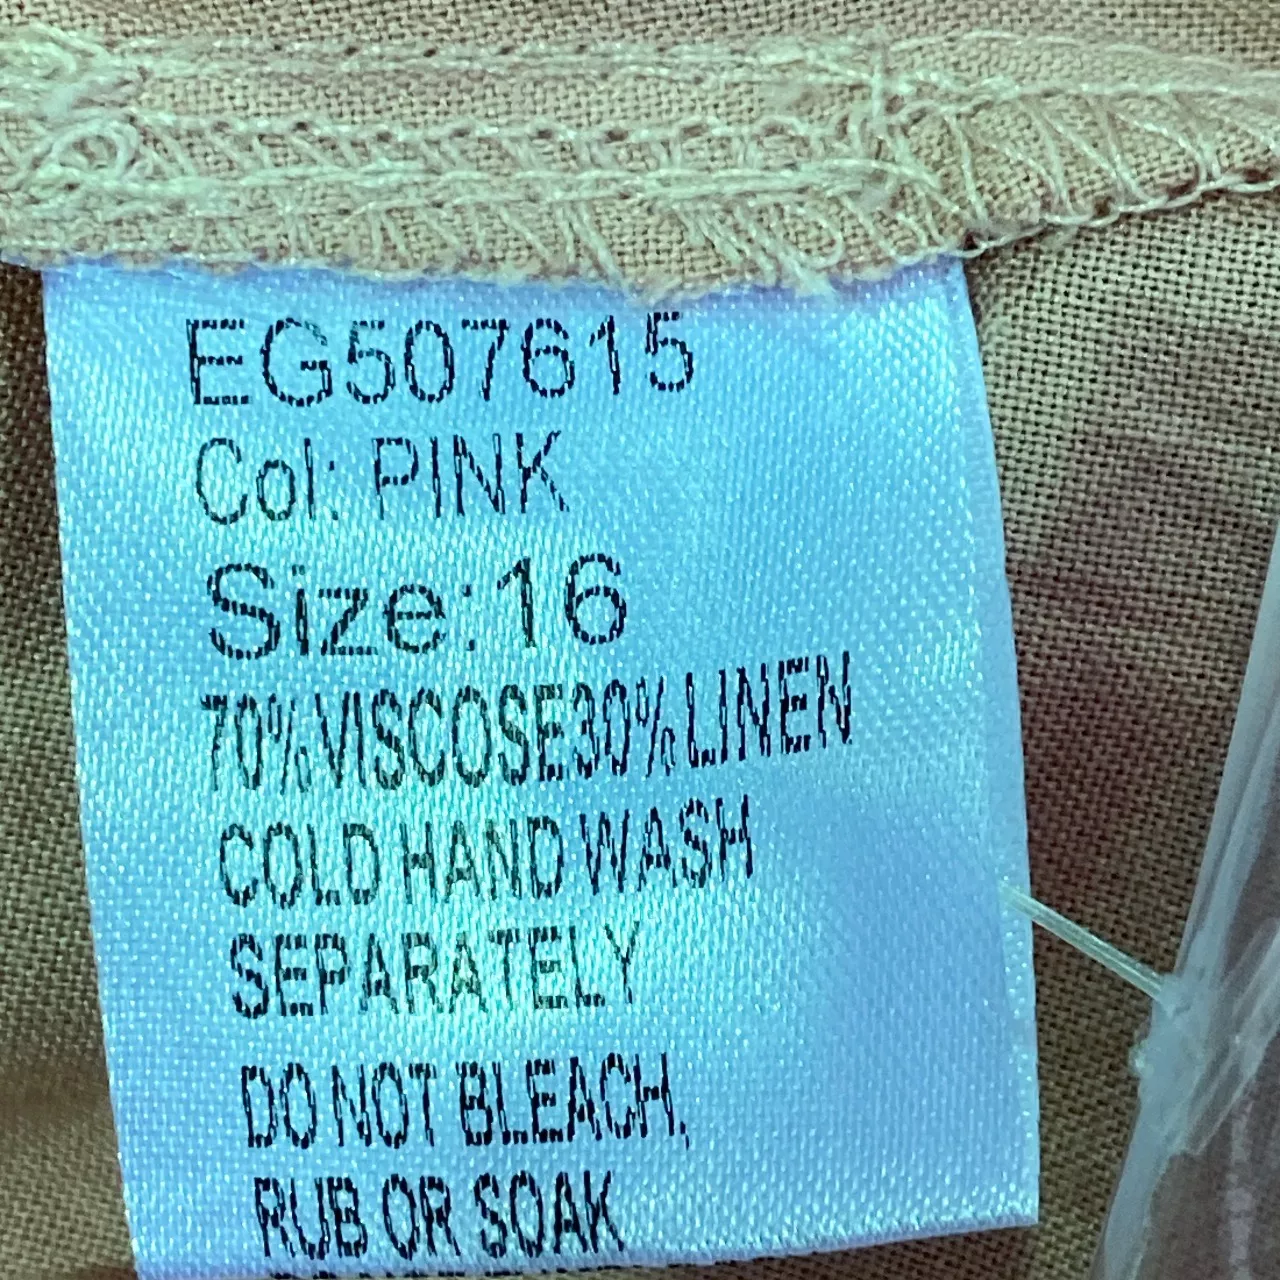 EG507615
Col: PINK
Size:16
70%VISCOSE30%LINEN
COLD HAND WASH
SEPARATELY
DO NOT BLEACH,
RUB OR SOAK